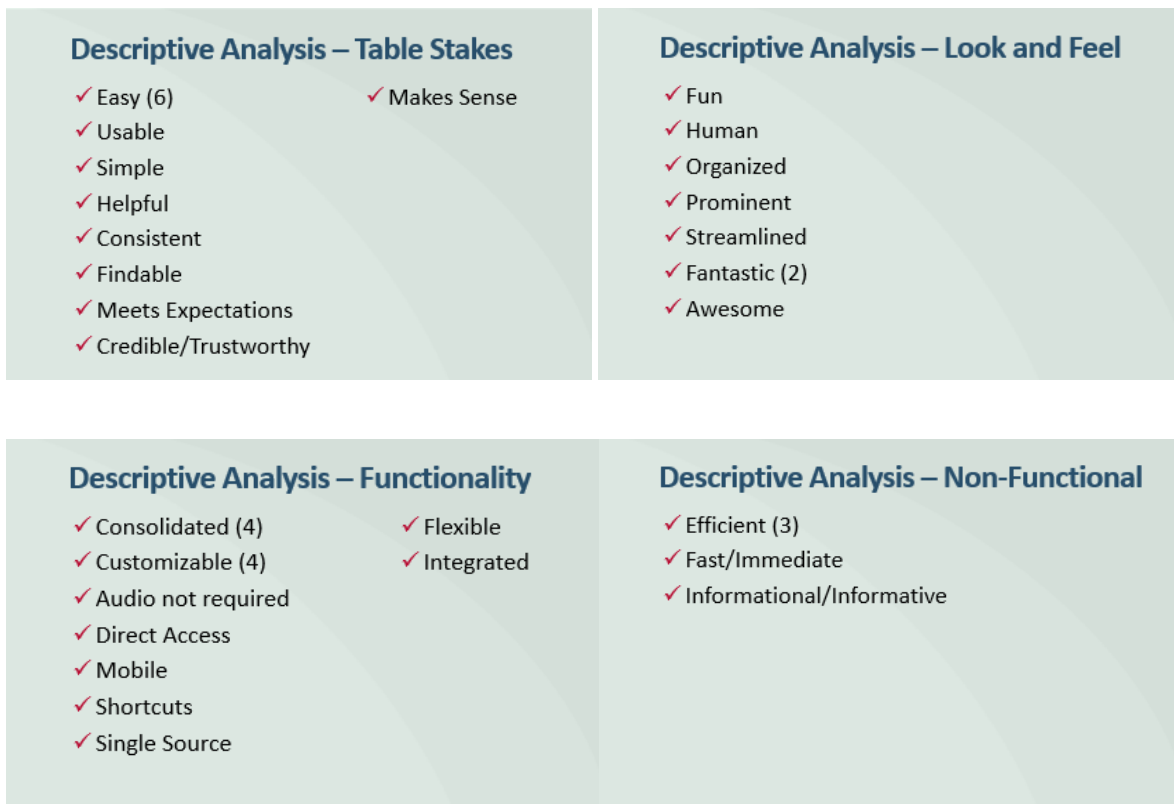 Descriptive Analysis – Table Stakes
Easy (6)
Usable
Simple
Helpful
Consistent
Findable
Meets Expectations
Credible/Trustworthy
Makes Sense
Descriptive Analysis – Look and Feel
Fun
Human
Organized
Prominent
Streamlined
Fantastic (2)
Awesome
Descriptive Analysis – Functionality
Consolidated (4)
Customizable (4)
Audio not required
Direct Access
Mobile
Shortcuts
Single Source
Flexible
Integrated
Descriptive Analysis – Non-Functional
Efficient (3)
Fast/Immediate
Informational/Informative